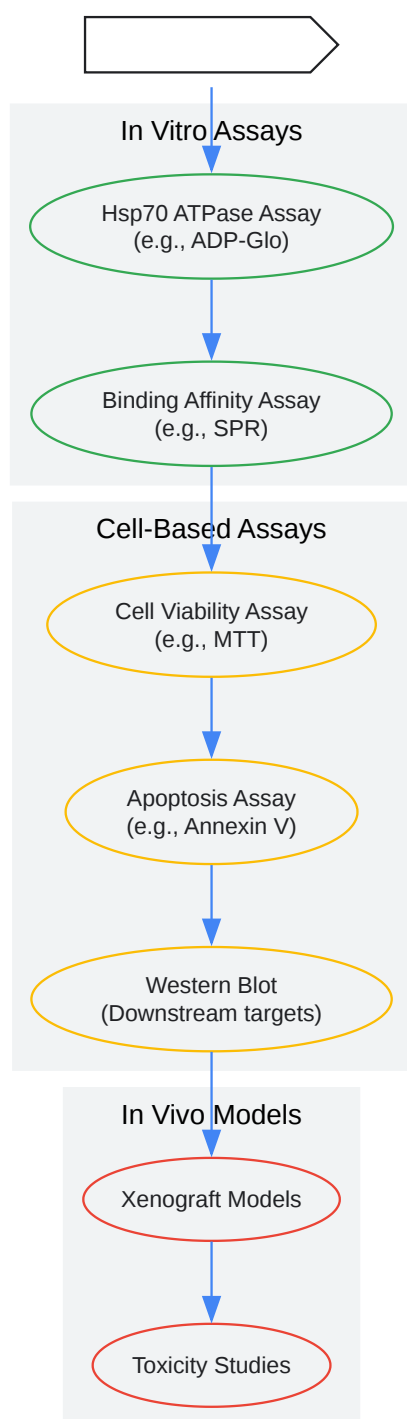 In Vitro Assays
Hsp70 ATPase Assay
(e.g., ADP-Glo)
Binding Affinity Assay
(e.g., SPR)
Cell-Based Assays
Cell Viability Assay
(e.g., MTT)
Apoptosis Assay
(e.g., Annexin V)
Western Blot
(Downstream targets)
In Vivo Models
Xenograft Models
Toxicity Studies